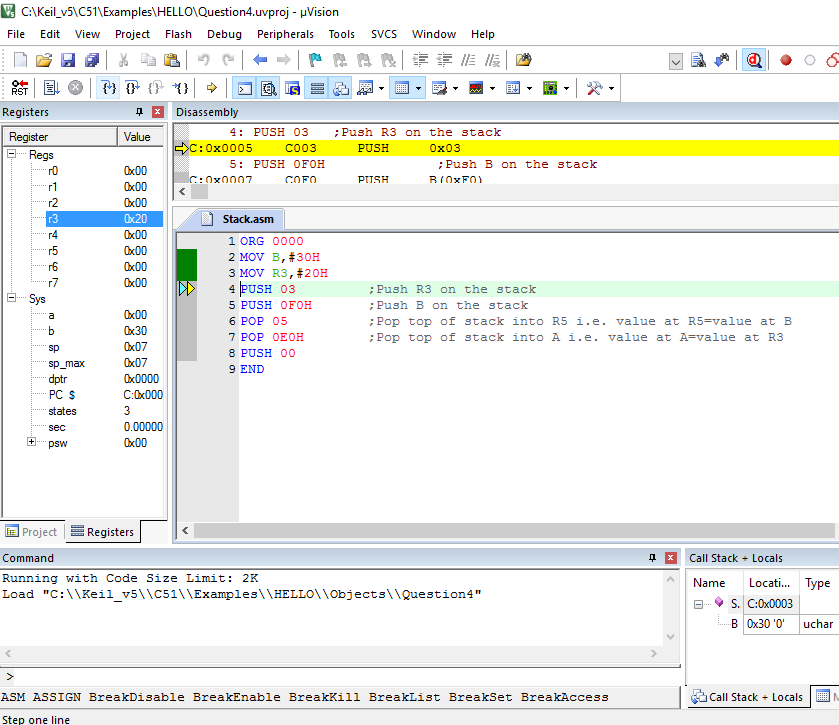 C:\Keil_v5\C51\Examples\HELLO\Question4.uvproj - µVision
File Edit View Project Flash Debug Peripherals Tools SVCS Window Help
RST
Registers
Register Value
Regs
r0 0x00
r1 0x00
r2 0x00
r3 0x20
r4 0x00
r5 0x00
r6 0x00
r7 0x00
Sys
a 0x00
b 0x30
sp 0x07
sp_max 0x07
dptr 0x0000
PC $ C:0x000
states 3
sec 0.00000
psw 0x00
Project Registers
Disassembly
4: PUSH 03 ;Push R3 on the stack
C:0x0005 C003 PUSH 0x03
5: PUSH 0F0H ;Push B on the stack
C:0x0007 C0F0 PUSH B(0xF0)
Stack.asm
1 ORG 0000
2 MOV B,#30H
3 MOV R3,#20H
4 PUSH 03 ;Push R3 on the stack
5 PUSH 0F0H ;Push B on the stack
6 POP 05 ;Pop top of stack into R5 i.e. value at R5=value at B
7 POP 0E0H ;Pop top of stack into A i.e. value at A=value at R3
8 PUSH 00
9 END
Command
Running with Code Size Limit: 2K
Load "C:\\Keil_v5\\C51\\Examples\\HELLO\\Objects\\Question4"
>
ASM ASSIGN BreakDisable BreakEnable BreakKill BreakList BreakSet BreakAccess
Call Stack + Locals
Name Locati... Type
S. C:0x0003
B 0x30 '0' uchar
Call Stack + Locals
Step one line